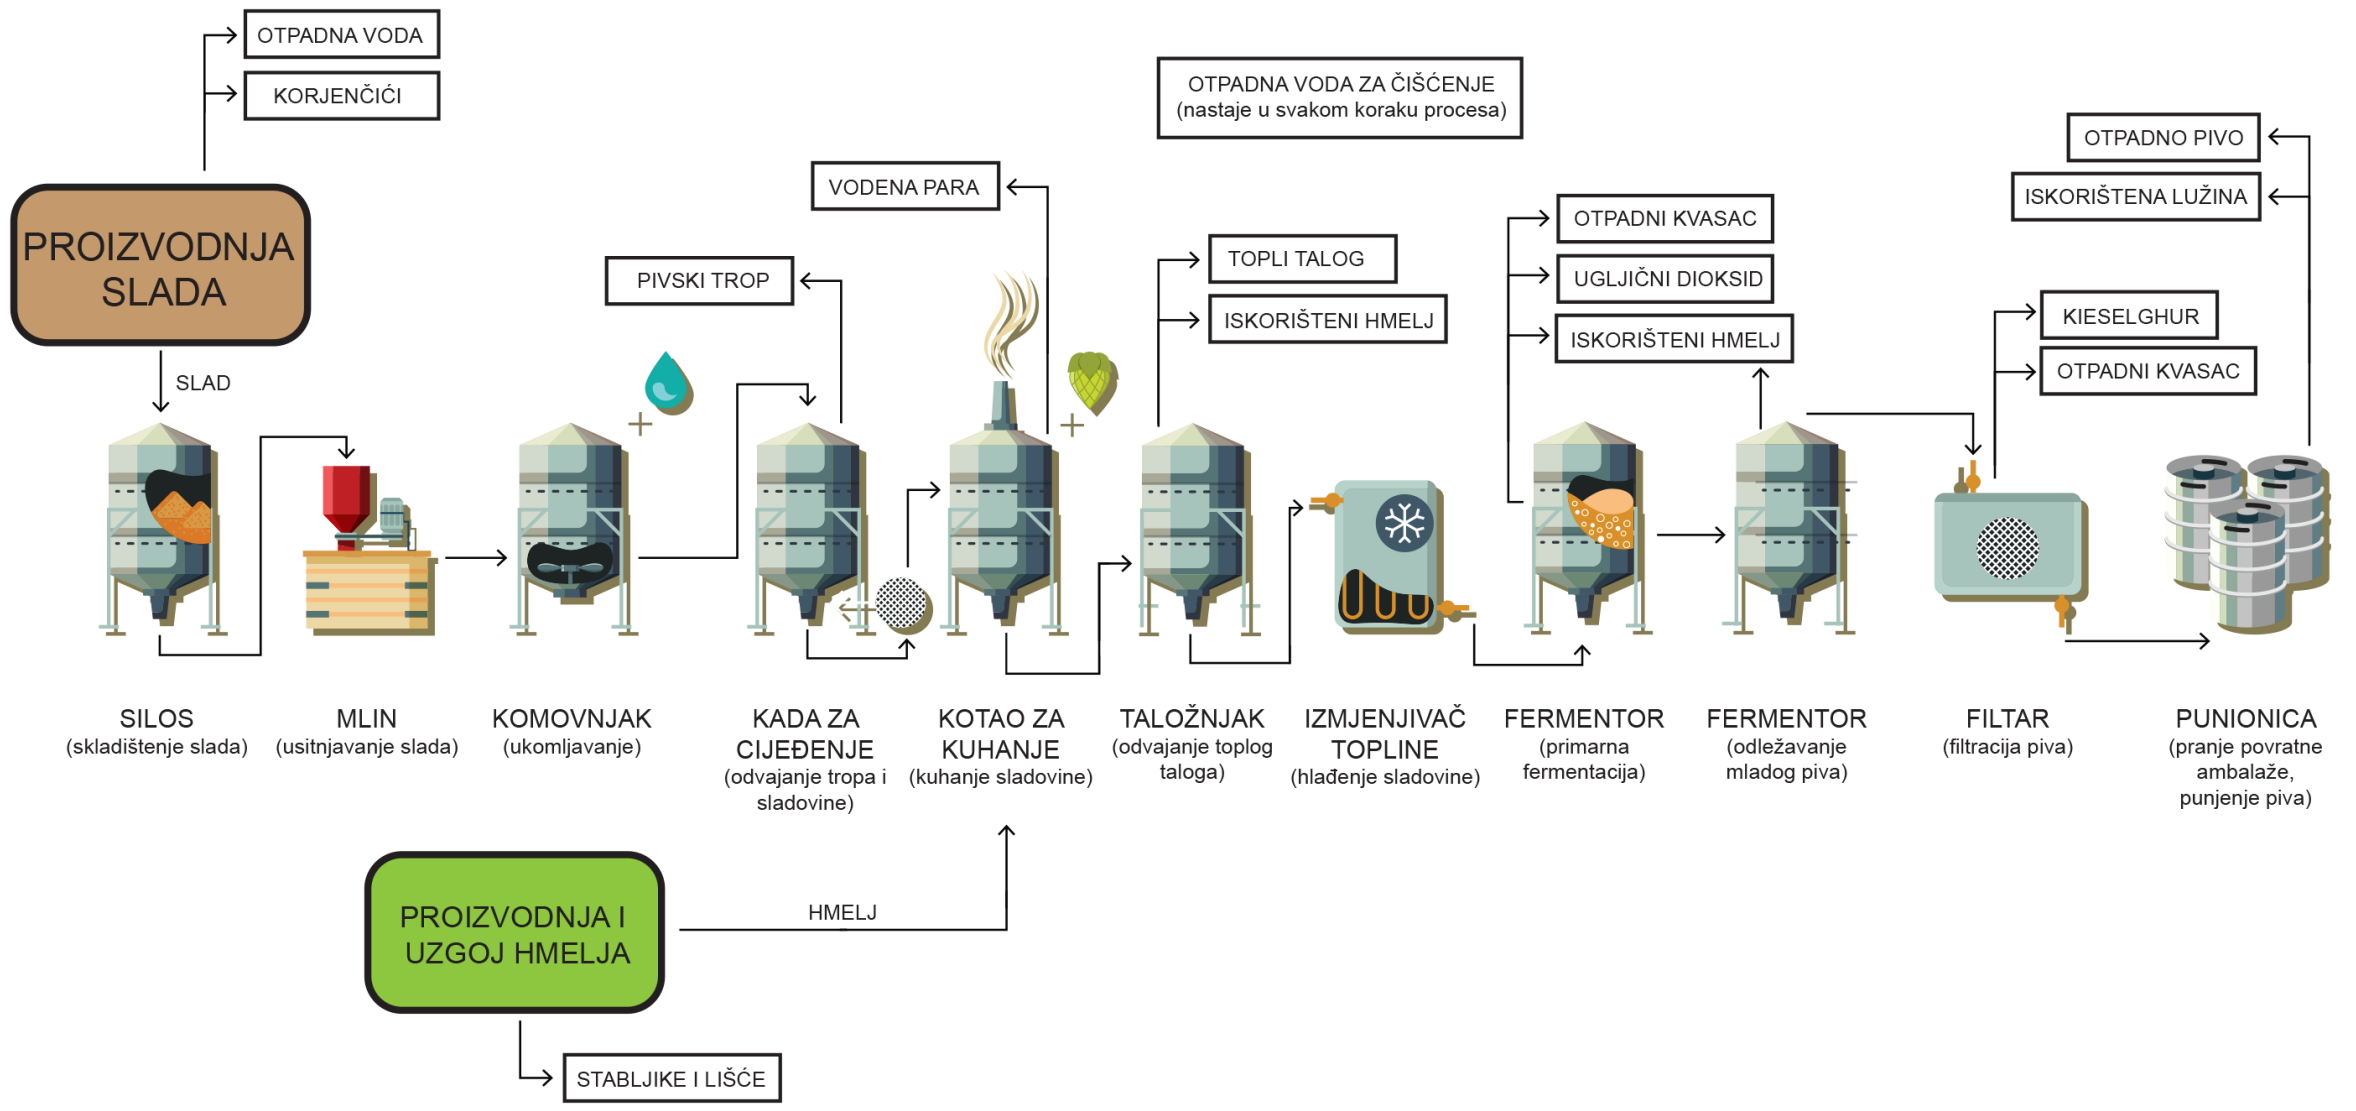 OTPADNA VODA
KORJENČIĆI
PROIZVODNJA
SLADA
SLAD
OTPADNA VODA ZA ČIŠĆENJE
(nastaje u svakom koraku procesa)
VODENA PARA
PIVSKI TROP
TOPLI TALOG
ISKORIŠTENI HMELJ
OTPADNI KVASAC
UGLJIČNI DIOKSID
ISKORIŠTENI HMELJ
OTPADNO PIVO
ISKORIŠTENA LUŽINA
KIESELGHUR
OTPADNI KVASAC
SILOS
(skladištenje slada)
MLIN
(usitnjavanje slada)
KOMOVNJAK
(ukomljavanje)
KADA ZA
CIJEĐENJE
(odvajanje tropa i
sladovine)
KOTAO ZA
KUHANJE
(kuhanje sladovine)
TALOŽNJAK
(odvajanje toplog
taloga)
IZMJENJIVAČ
TOPLINE
(hlađenje sladovine)
FERMENTOR
(primarna
fermentacija)
FERMENTOR
(odležavanje
mladog piva)
FILTAR
(filtracija piva)
PUNIONICA
(pranje povratne
ambalaže,
punjenje piva)
PROIZVODNJA I
UZGOJ HMELJA
HMELJ
STABLJIKE I LIŠĆE